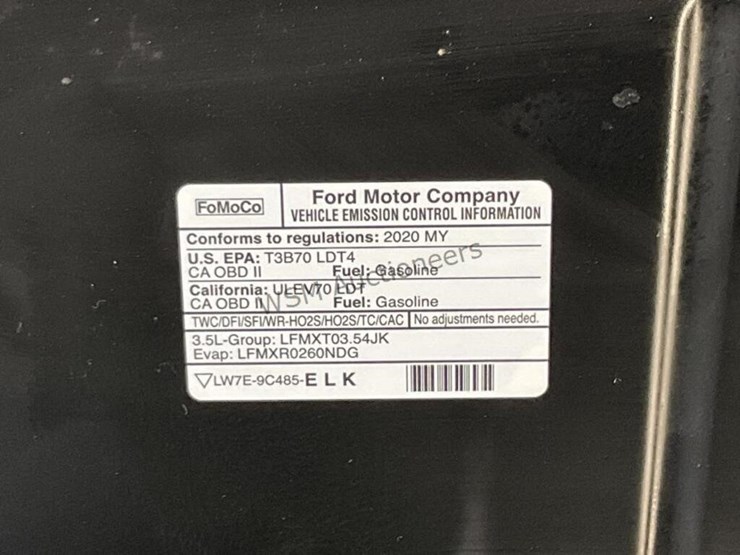 FoMoCo
Ford Motor Company
VEHICLE EMISSION CONTROL INFORMATION
Conforms to regulations: 2020 MY
U.S. EPA: T3B70 LDT4
CA OBD II Fuel: Gasoline
California: ULEV70 LDT
CA OBD II Fuel: Gasoline
TWC/DFI/SFI/WR-HO2S/HO2S/TC/CAC No adjustments needed.
3.5L-Group: LFMXT03.54JK
Evap: LFMXR0260NDG
LW7E-9C485-E L K
WSM Auctioneers